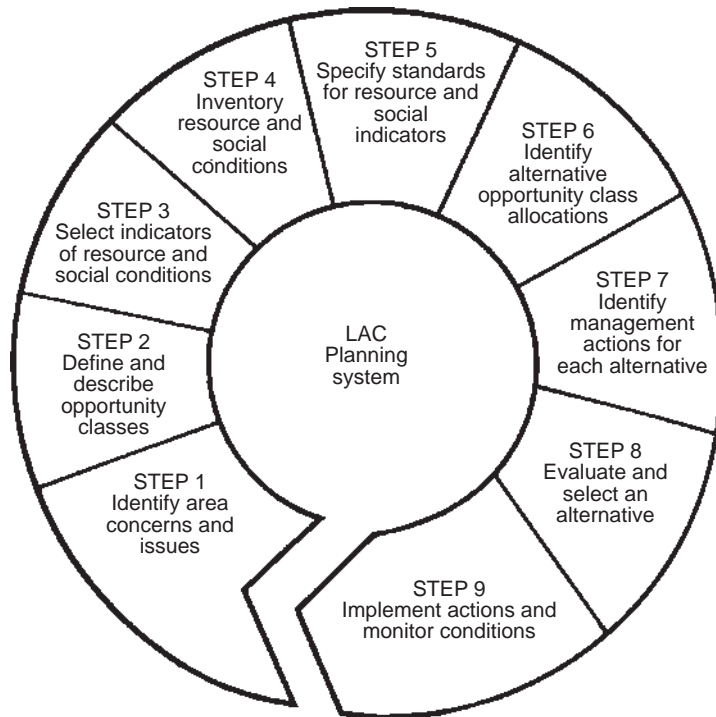 STEP 1
Identify area
concerns and
issues
STEP 2
Define and
describe
opportunity
classes
STEP 3
Select indicators
of resource and
social conditions
STEP 4
Inventory
resource and
social
conditions
STEP 5
Specify standards
for resource and
social
indicators
STEP 6
Identify
alternative
opportunity class
allocations
STEP 7
Identify
management
actions for
each alternative
STEP 8
Evaluate and
select an
alternative
STEP 9
Implement actions and
monitor conditions
LAC
Planning
system